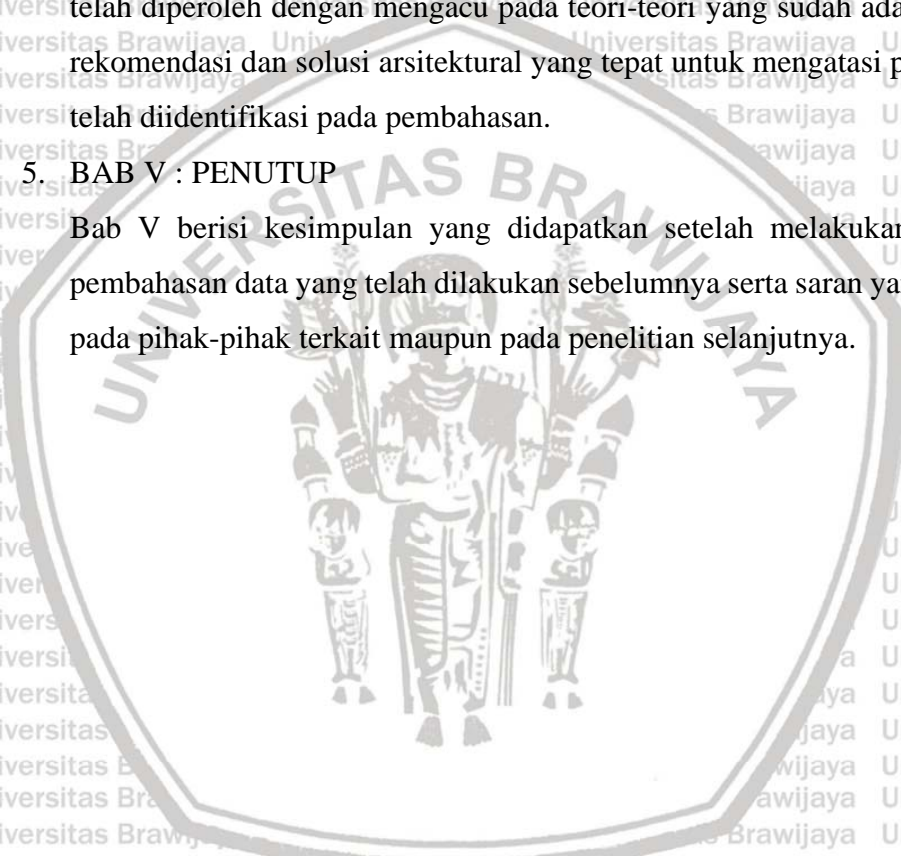 telah diperoleh dengan mengacu pada teori-teori yang sudah ada
rekomendasi dan solusi arsitektural yang tepat untuk mengatasi p
telah diidentifikasi pada pembahasan.
5. BAB V : PENUTUP
Bab V berisi kesimpulan yang didapatkan setelah melakukan
pembahasan data yang telah dilakukan sebelumnya serta saran ya
pada pihak-pihak terkait maupun pada penelitian selanjutnya.
UNIVERSITAS BRAWIJAYA